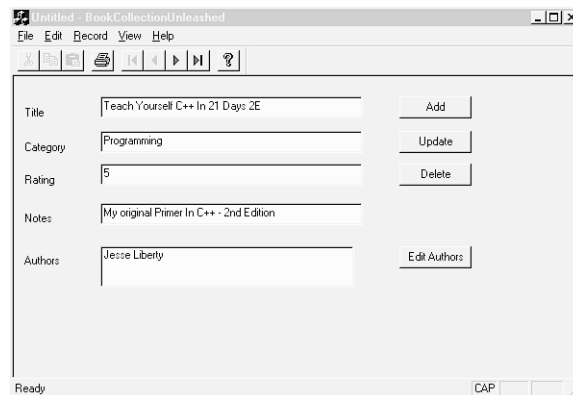 Untitled - BookCollectionUnleashed
File Edit Record View Help
Title Teach Yourself C++ In 21 Days 2E Add
Category Programming Update
Rating 5 Delete
Notes My original Primer In C++ - 2nd Edition
Authors Jesse Liberty Edit Authors
Ready CAP